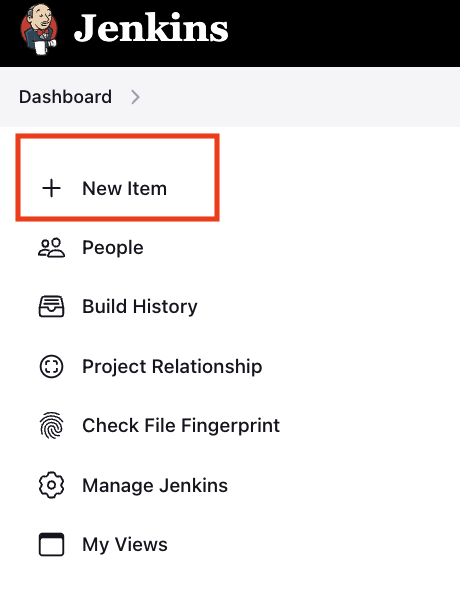 Jenkins
Dashboard
New Item
People
Build History
Project Relationship
Check File Fingerprint
Manage Jenkins
My Views